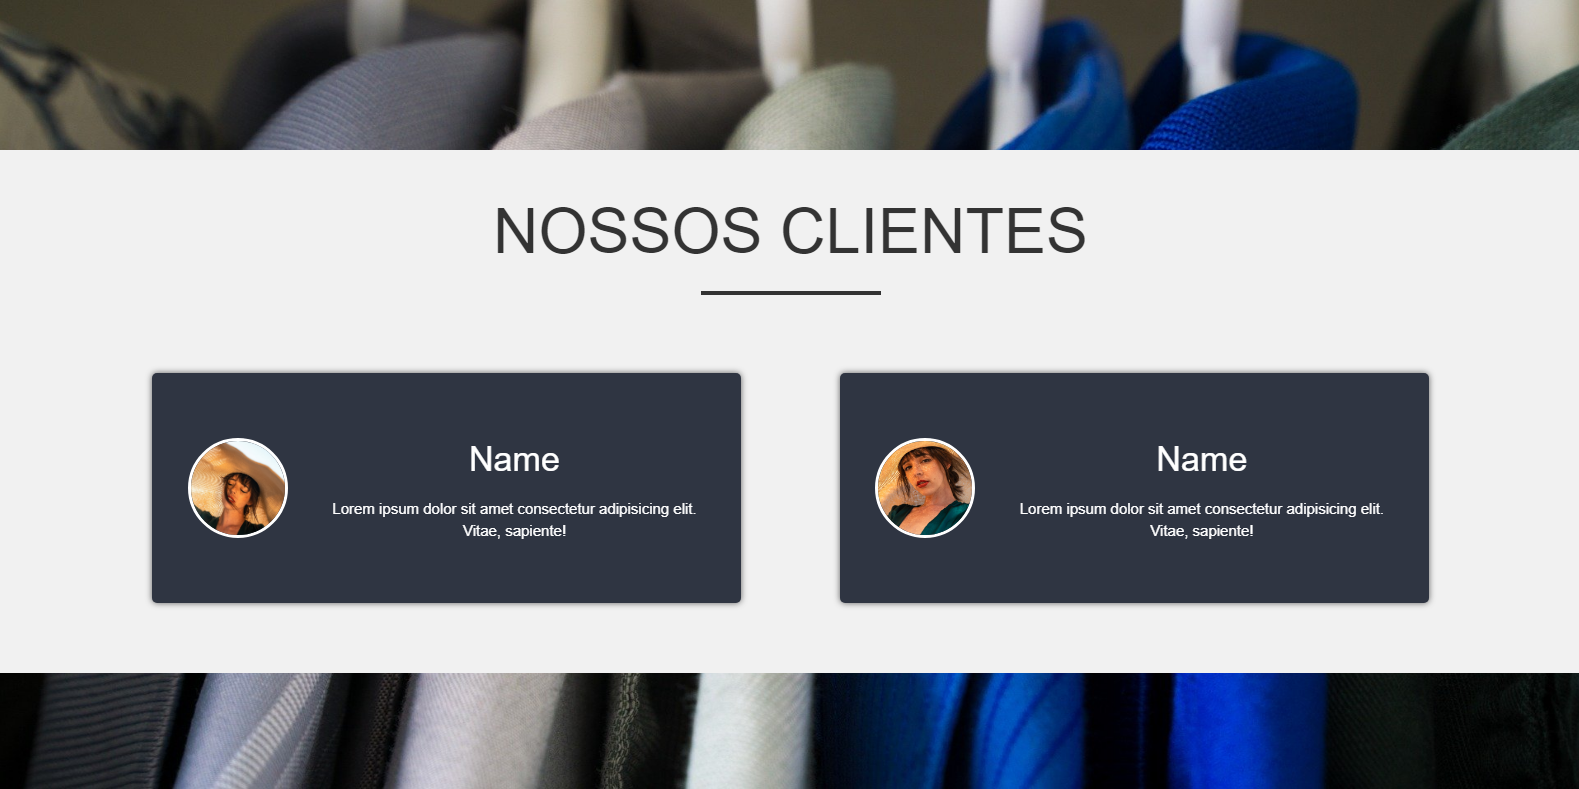 NOSSOS CLIENTES
Name
Lorem ipsum dolor sit amet consectetur adipisicing elit.
Vitae, sapiente!
Name
Lorem ipsum dolor sit amet consectetur adipisicing elit.
Vitae, sapiente!